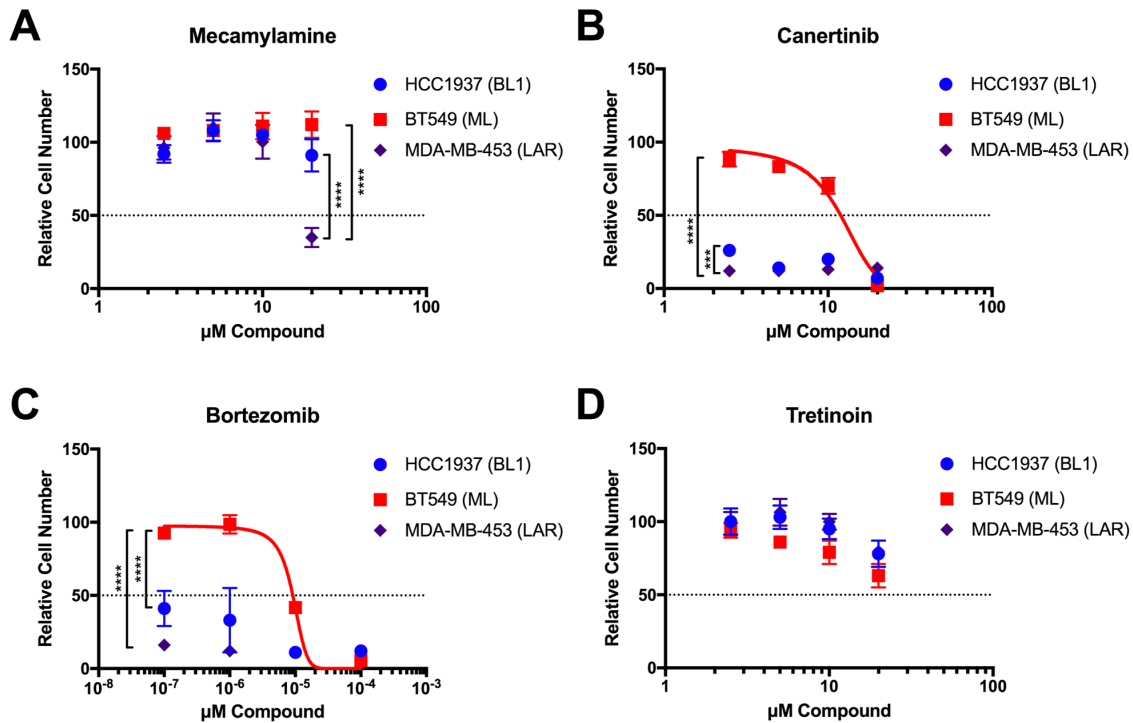 A
Mecamylamine
Relative Cell Number
150
100
50
0
1
10
100
µM Compound
HCC1937 (BL1)
BT549 (ML)
MDA-MB-453 (LAR)
****
****
B
Canertinib
Relative Cell Number
150
100
50
0
1
10
100
µM Compound
HCC1937 (BL1)
BT549 (ML)
MDA-MB-453 (LAR)
****
***
C
Bortezomib
Relative Cell Number
150
100
50
0
10-8
10-7
10-6
10-5
10-4
10-3
µM Compound
HCC1937 (BL1)
BT549 (ML)
MDA-MB-453 (LAR)
****
****
D
Tretinoin
Relative Cell Number
150
100
50
0
1
10
100
µM Compound
HCC1937 (BL1)
BT549 (ML)
MDA-MB-453 (LAR)